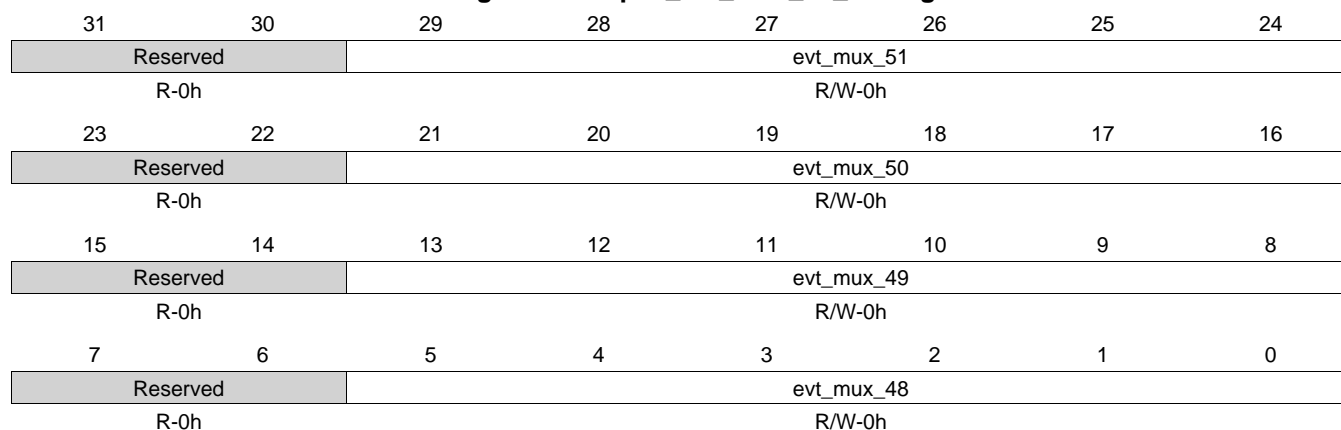 31 30 29 28 27 26 25 24
Reserved evt_mux_51
R-0h R/W-0h
23 22 21 20 19 18 17 16
Reserved evt_mux_50
R-0h R/W-0h
15 14 13 12 11 10 9 8
Reserved evt_mux_49
R-0h R/W-0h
7 6 5 4 3 2 1 0
Reserved evt_mux_48
R-0h R/W-0h